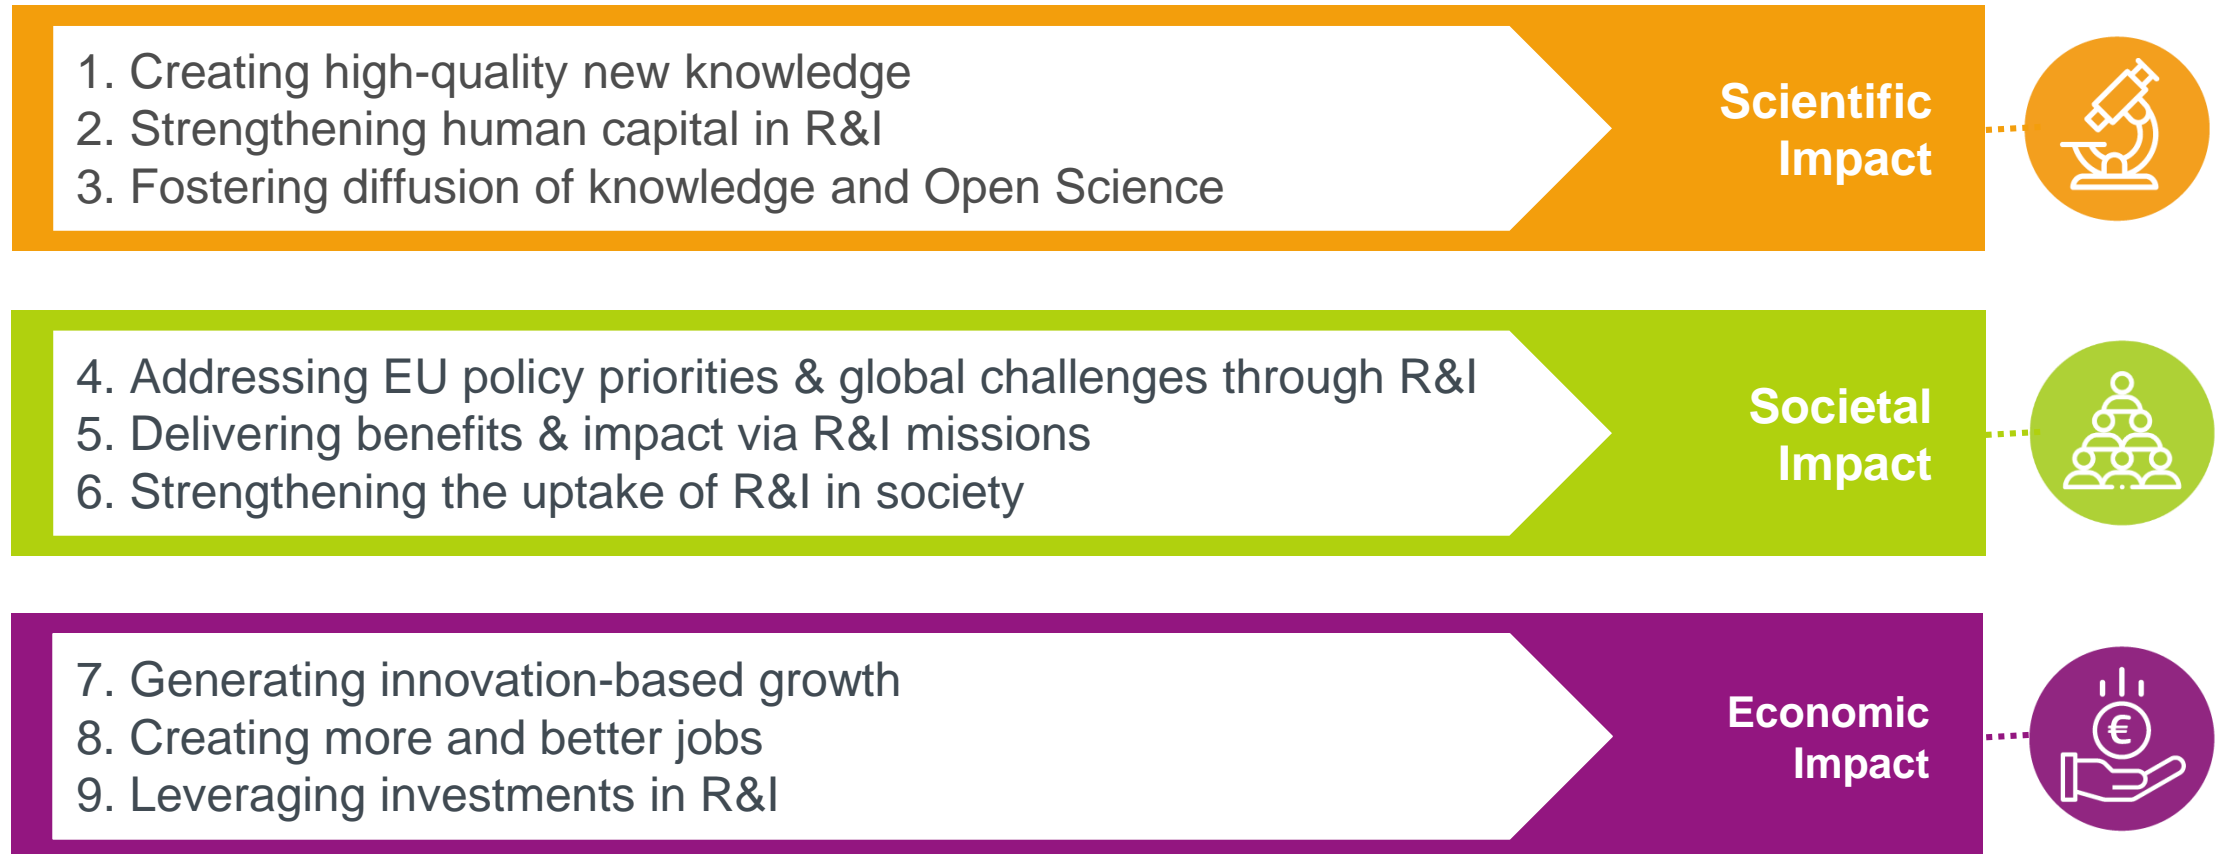 1. Creating high-quality new knowledge
2. Strengthening human capital in R&I
3. Fostering diffusion of knowledge and Open Science
Scientific
Impact
4. Addressing EU policy priorities & global challenges through R&I
5. Delivering benefits & impact via R&I missions
6. Strengthening the uptake of R&I in society
Societal
Impact
7. Generating innovation-based growth
8. Creating more and better jobs
9. Leveraging investments in R&I
Economic
Impact
€